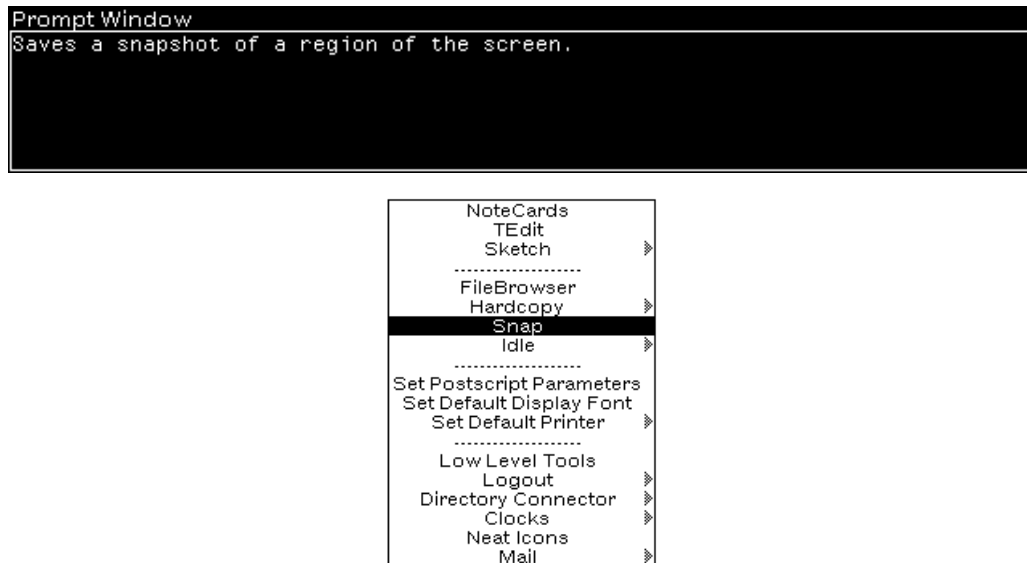 Prompt Window
Saves a snapshot of a region of the screen.
NoteCards
TEdit
Sketch
-------------------
FileBrowser
Hardcopy
Snap
Idle
-------------------
Set Postscript Parameters
Set Default Display Font
Set Default Printer
-------------------
Low Level Tools
Logout
Directory Connector
Clocks
Neat Icons
Mail